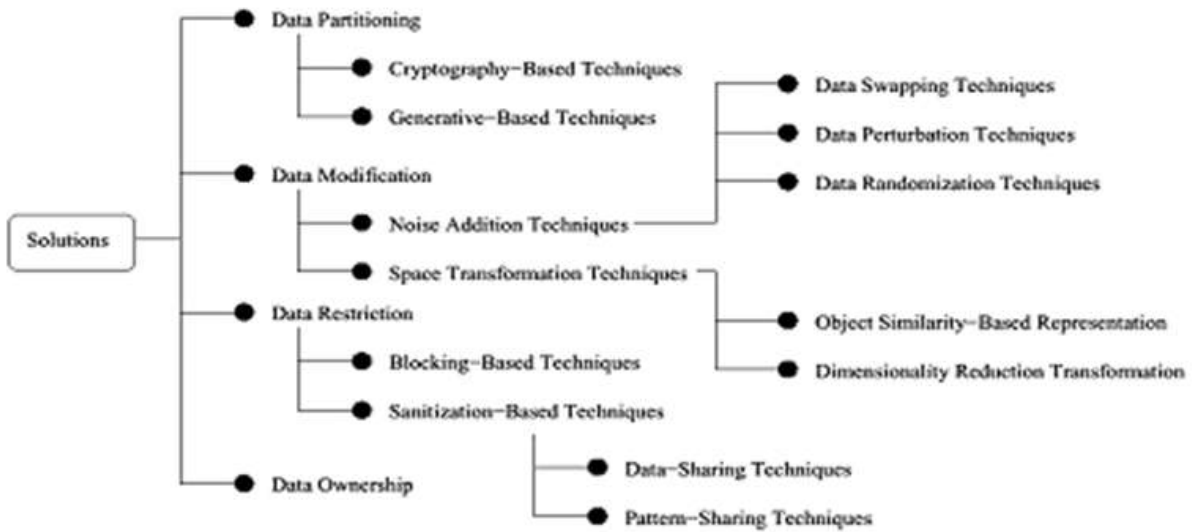 Solutions
Data Partitioning
Cryptography-Based Techniques
Generative-Based Techniques
Data Modification
Noise Addition Techniques
Data Swapping Techniques
Data Perturbation Techniques
Data Randomization Techniques
Space Transformation Techniques
Object Similarity-Based Representation
Dimensionality Reduction Transformation
Data Restriction
Blocking-Based Techniques
Sanitization-Based Techniques
Data-Sharing Techniques
Pattern-Sharing Techniques
Data Ownership